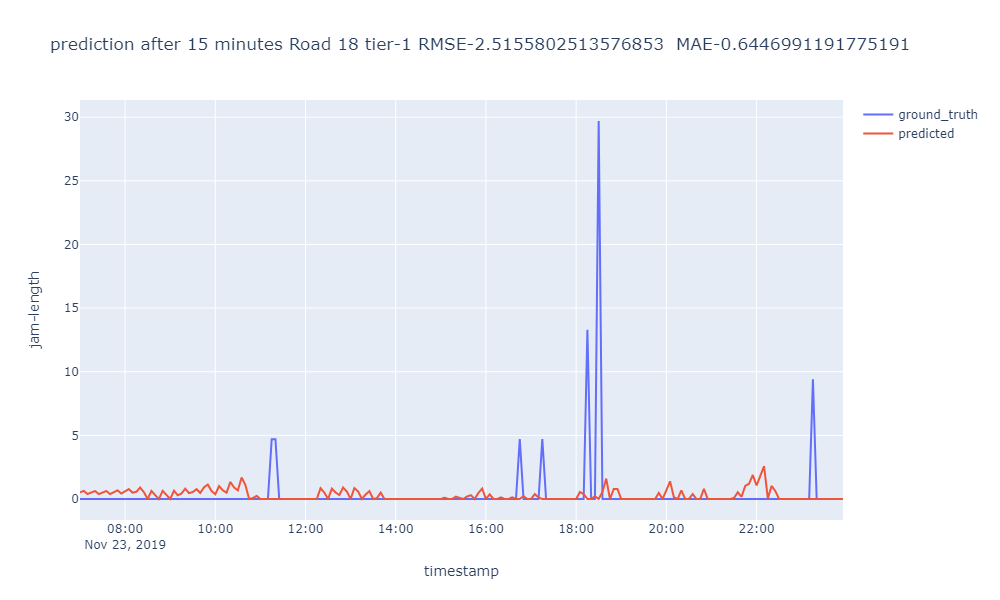 prediction after 15 minutes Road 18 tier-1 RMSE-2.5155802513576853  MAE-0.6446991191775191
ground_truth
predicted
30
25
20
15
10
5
0
jam-length
08:00 10:00 12:00 14:00 16:00 18:00 20:00 22:00
Nov 23, 2019
timestamp